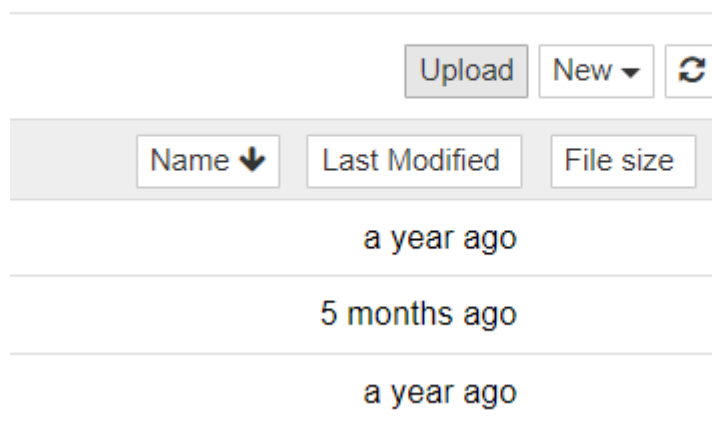 Upload New
Name Last Modified File size
a year ago
5 months ago
a year ago